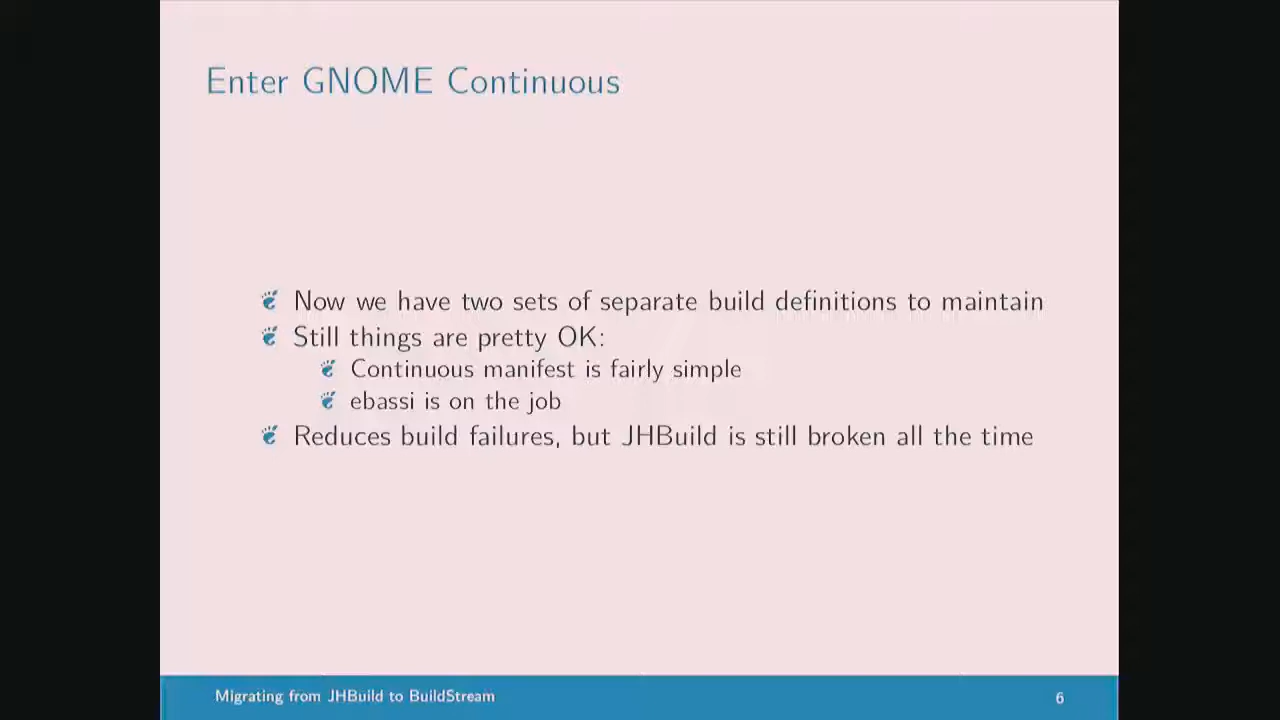 Enter GNOME Continuous
Now we have two sets of separate build definitions to maintain
Still things are pretty OK:
Continuous manifest is fairly simple
ebassi is on the job
Reduces build failures, but JHBuild is still broken all the time
Migrating from JHBuild to BuildStream
6